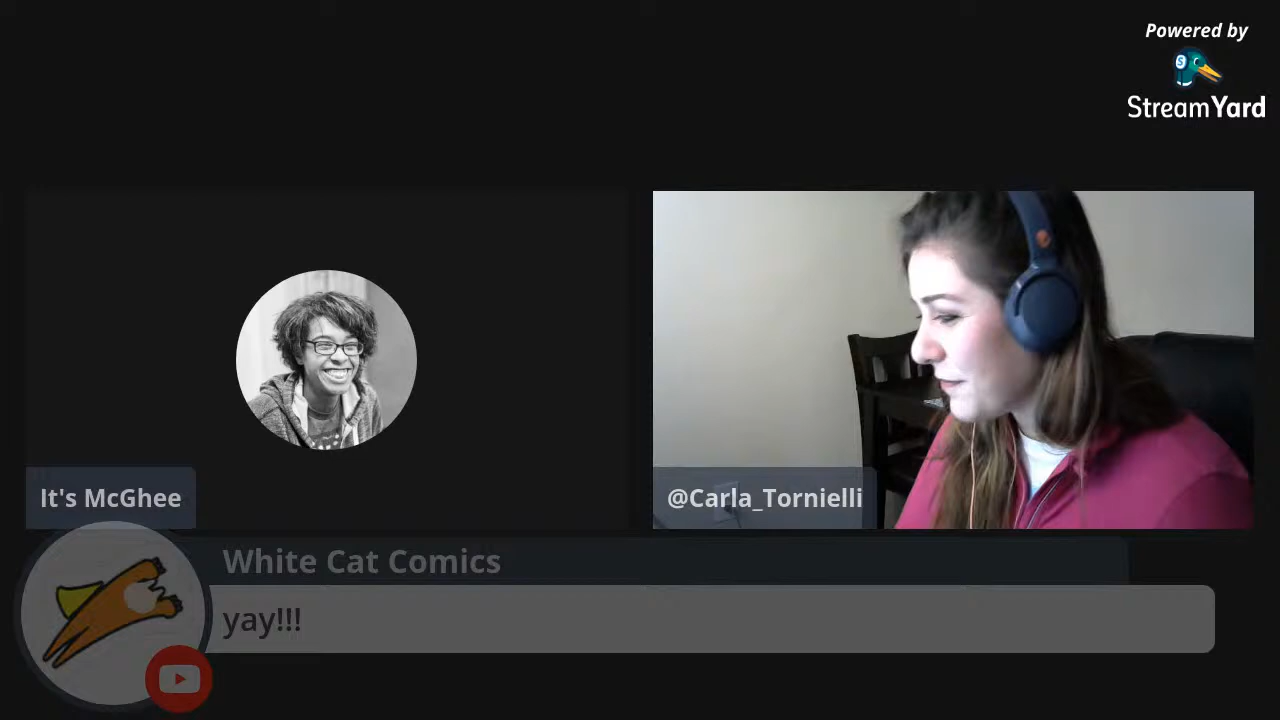 Powered by
StreamYard
It's McGhee
@Carla_Tornielli
White Cat Comics
yay!!!